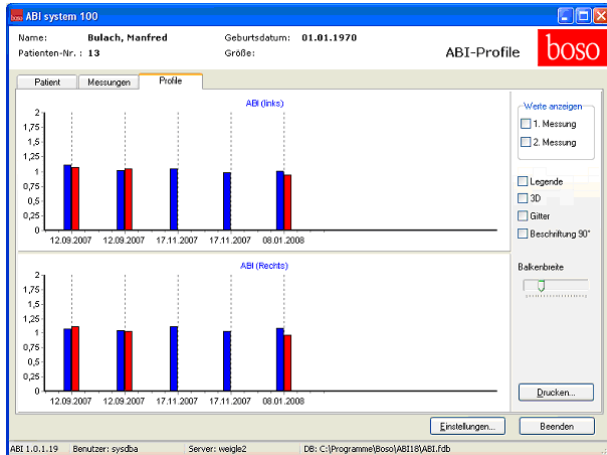 ABI system 100
Name: Bulach, Manfred Geburtsdatum: 01.01.1970
Patienten-Nr. : 13 Größe:
ABI-Profile
boso
Patient Messungen Profile
ABI (links)
2
1,75
1,5
1,25
1
0,75
0,5
0,25
0
12.09.2007 12.09.2007 17.11.2007 17.11.2007 08.01.2008
ABI (Rechts)
2
1,75
1,5
1,25
1
0,75
0,5
0,25
0
12.09.2007 12.09.2007 17.11.2007 17.11.2007 08.01.2008
Werte anzeigen
1. Messung
2. Messung
Legende
3D
Gitter
Beschriftung 90°
Balkenbreite
Drucken...
Einstellungen... Beenden
ABI 1.0.1.19 Benutzer: sysdba Server: weigle2 DB: C:\Programme\Boso\ABI18\ABI.fdb